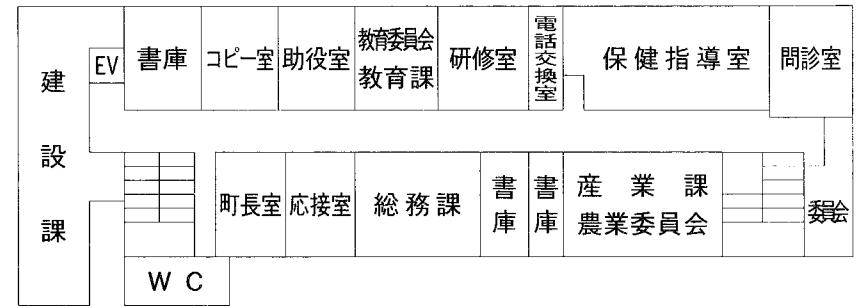 建設課
EV
書庫
コピー室
助役室
教育委員会
教育課
研修室
電話交換室
保健指導室
問診室
町長室
応接室
総務課
書庫
書庫
産業課
農業委員会
委員会
WC